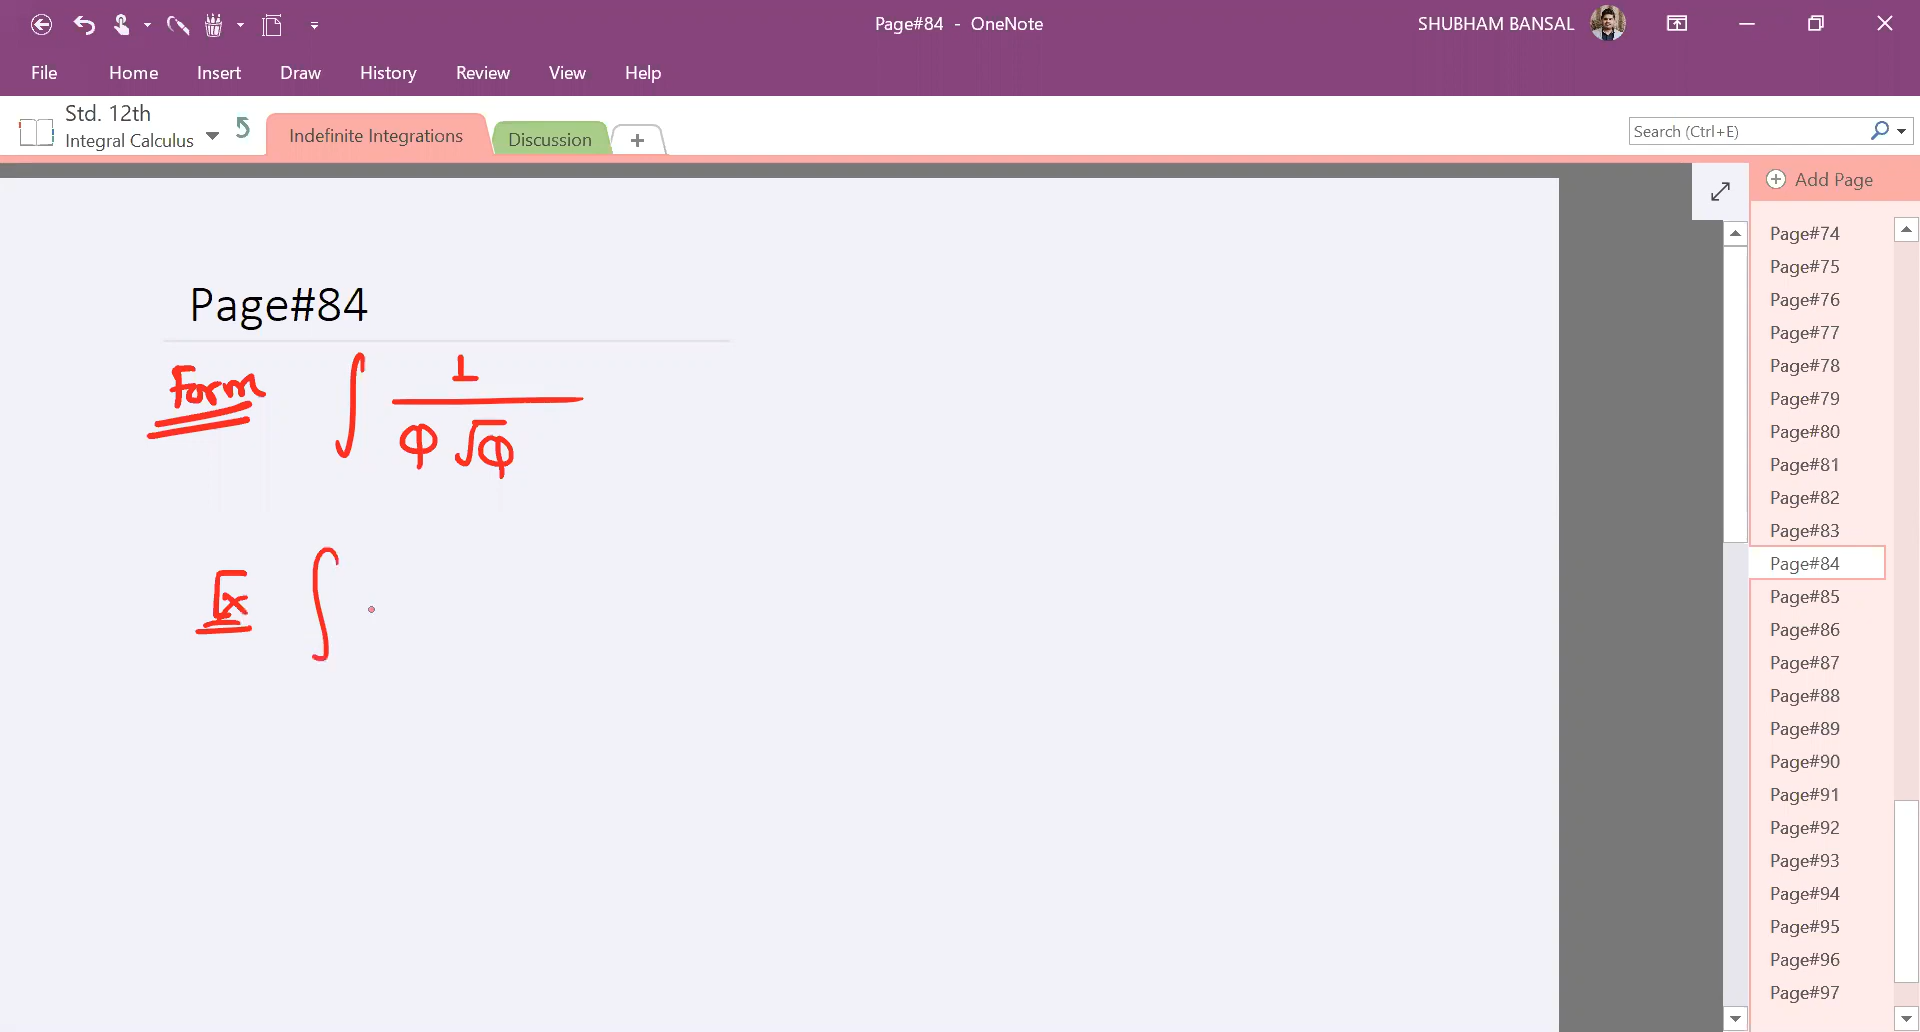 Page#84 - OneNote
SHUBHAM BANSAL
File Home Insert Draw History Review View Help
Std. 12th
Integral Calculus
Indefinite Integrations
Discussion
+
Search (Ctrl+E)
Add Page
Page#74
Page#75
Page#76
Page#77
Page#78
Page#79
Page#80
Page#81
Page#82
Page#83
Page#84
Page#85
Page#86
Page#87
Page#88
Page#89
Page#90
Page#91
Page#92
Page#93
Page#94
Page#95
Page#96
Page#97
Page#84
Form ∫ 1 / φ √φ
Ex ∫